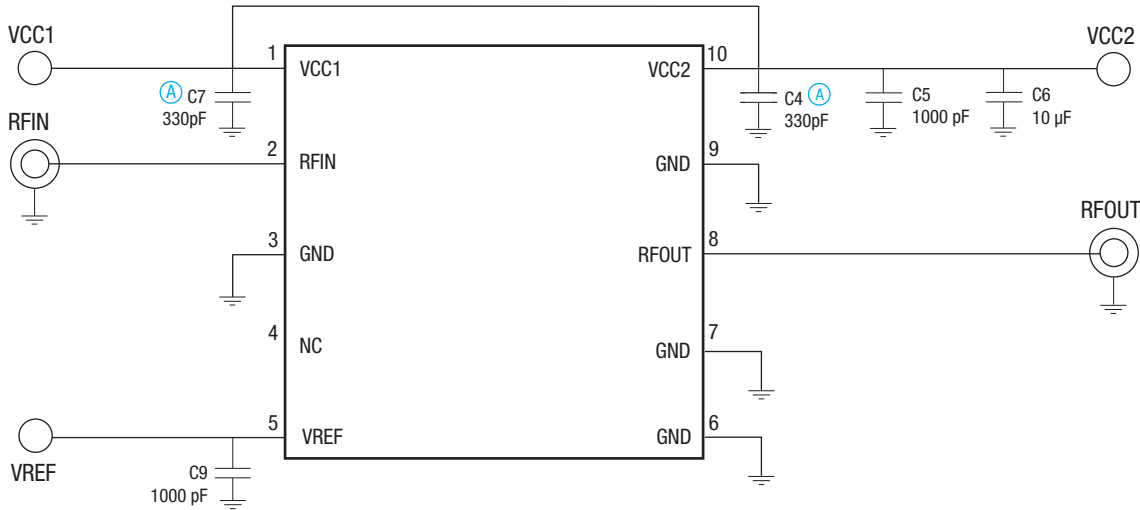 VCC1
1
VCC1
A C7
330pF
RFIN
2
RFIN
3
GND
4
NC
5
VREF
VREF
C9
1000 pF
10
VCC2
VCC2
C4 A
330pF
C5
1000 pF
C6
10 µF
9
GND
RFOUT
8
RFOUT
7
GND
6
GND